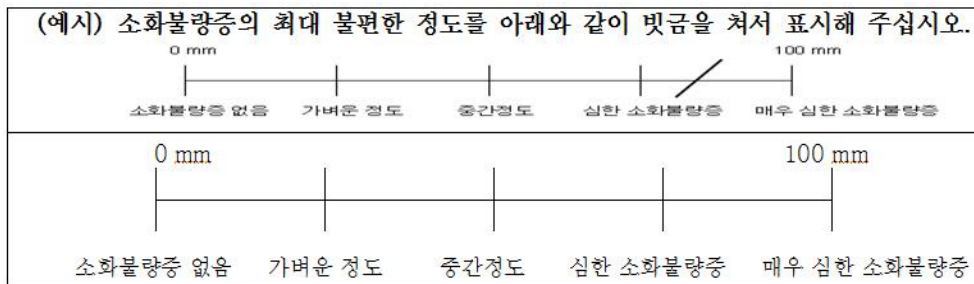 (예시) 소화불량증의 최대 불편한 정도를 아래와 같이 빗금을 쳐서 표시해 주십시오.
0 mm 100 mm
소화불량증 없음 가벼운 정도 중간정도 심한 소화불량증 매우 심한 소화불량증
0 mm 100 mm
소화불량증 없음 가벼운 정도 중간정도 심한 소화불량증 매우 심한 소화불량증